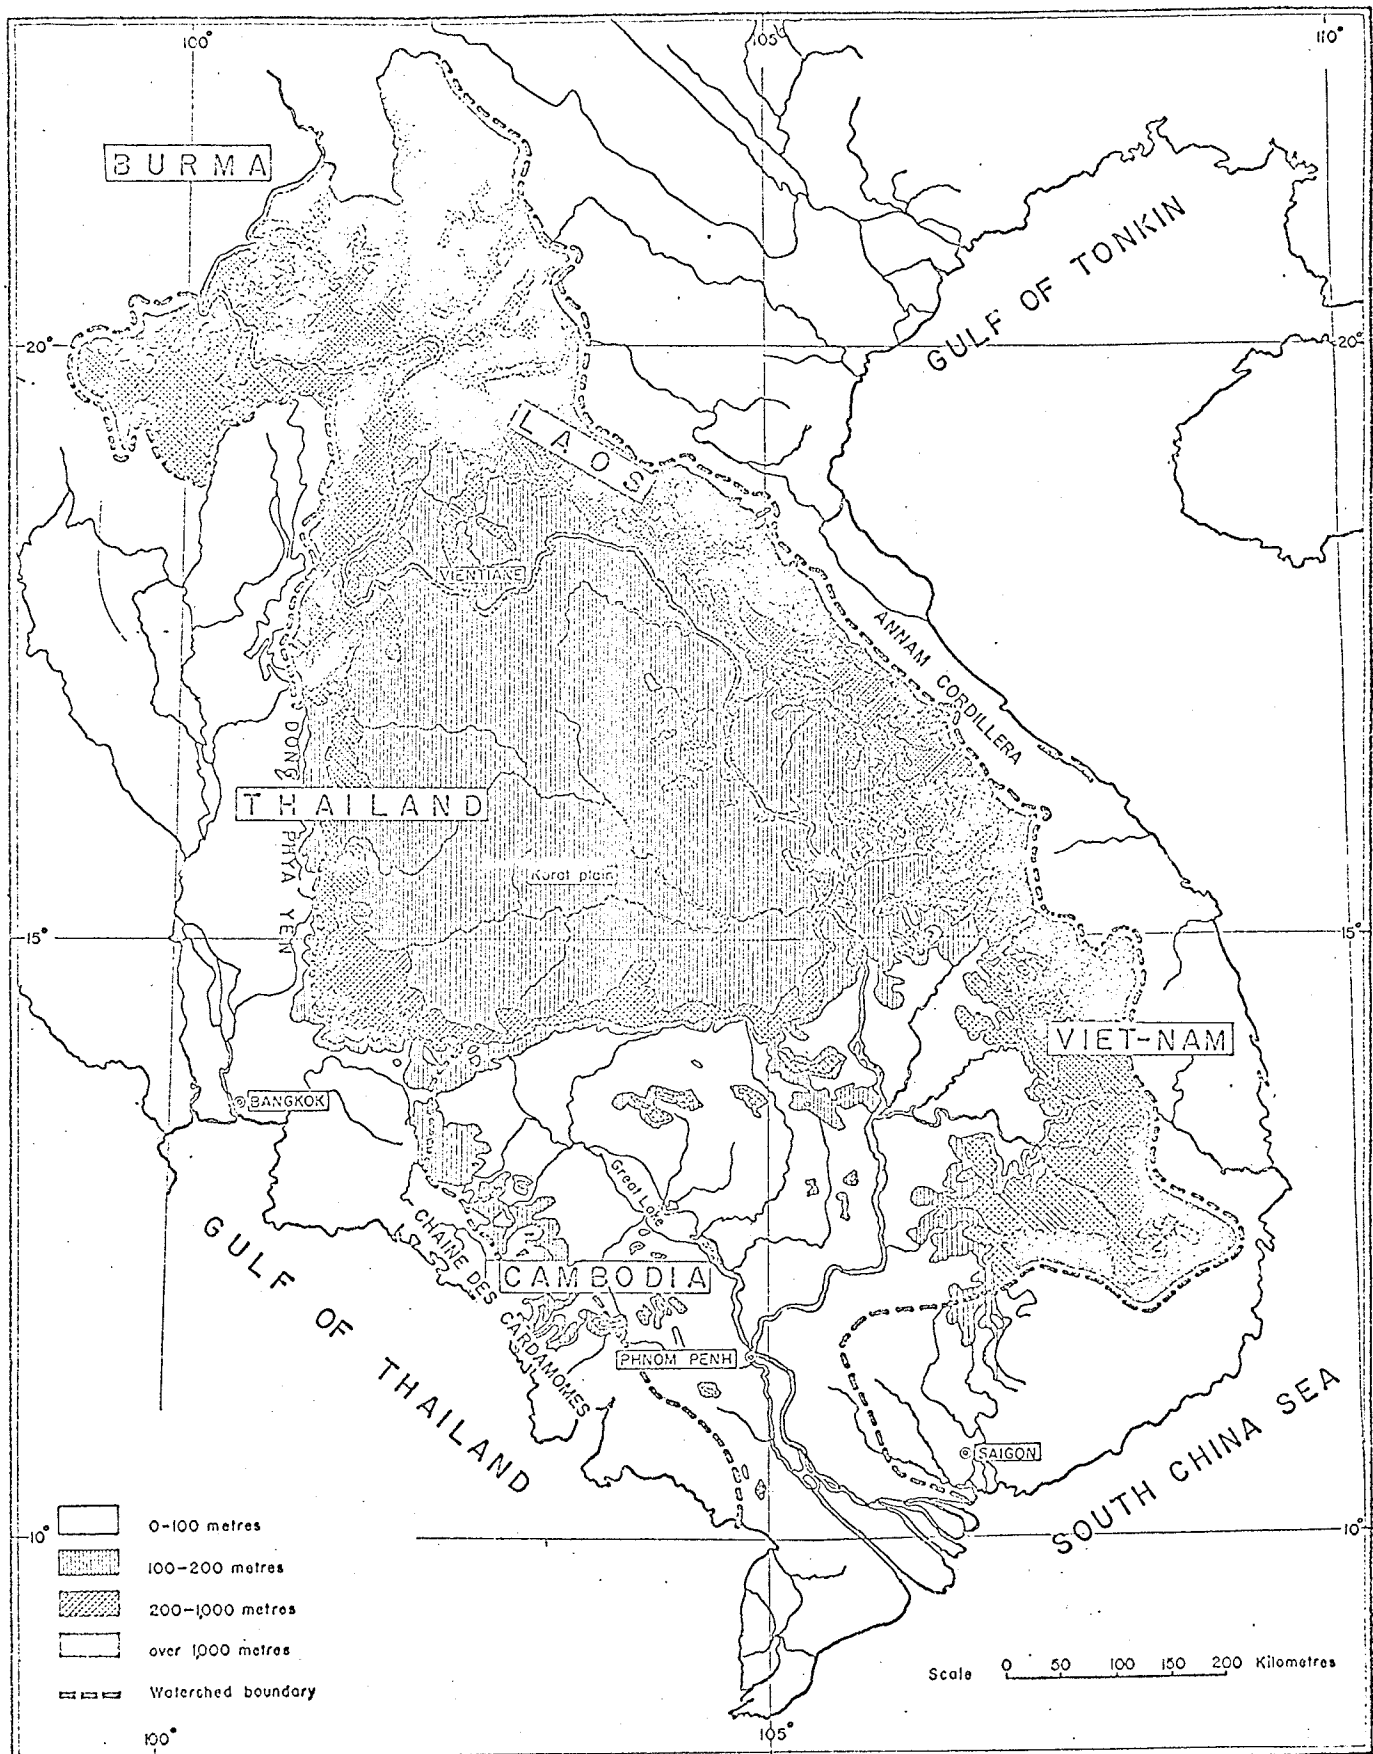 100°
105°
110°
BURMA
GULF OF TONKIN
20°
20°
LAOS
VIENTIANE
ANNAM CORDILLERA
DONG PHYA YEN
THAILAND
Korat plain
15°
15°
VIET-NAM
BANGKOK
Great Lake
GULF OF THAILAND
CHAINE DES CARDAMOMES
CAMBODIA
PHNOM PENH
SAIGON
SOUTH CHINA SEA
0-100 metres
10°
10°
100-200 metres
200-1,000 metres
over 1,000 metres
Watershed boundary
Scale 0 50 100 150 200 Kilometres
100°
105°